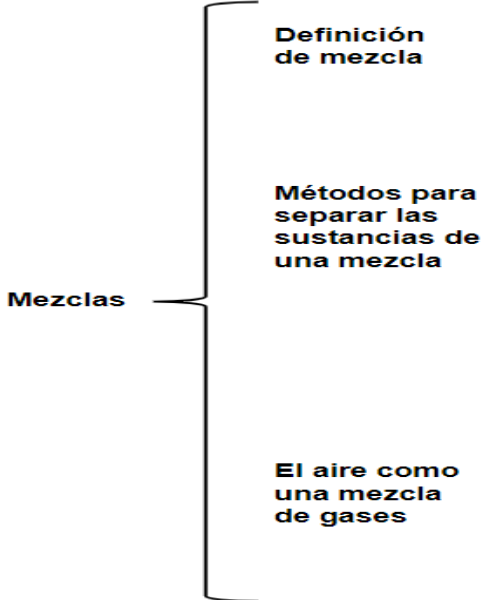 Definición
de mezcla
Métodos para
separar las
sustancias de
una mezcla
Mezclas
El aire como
una mezcla
de gases